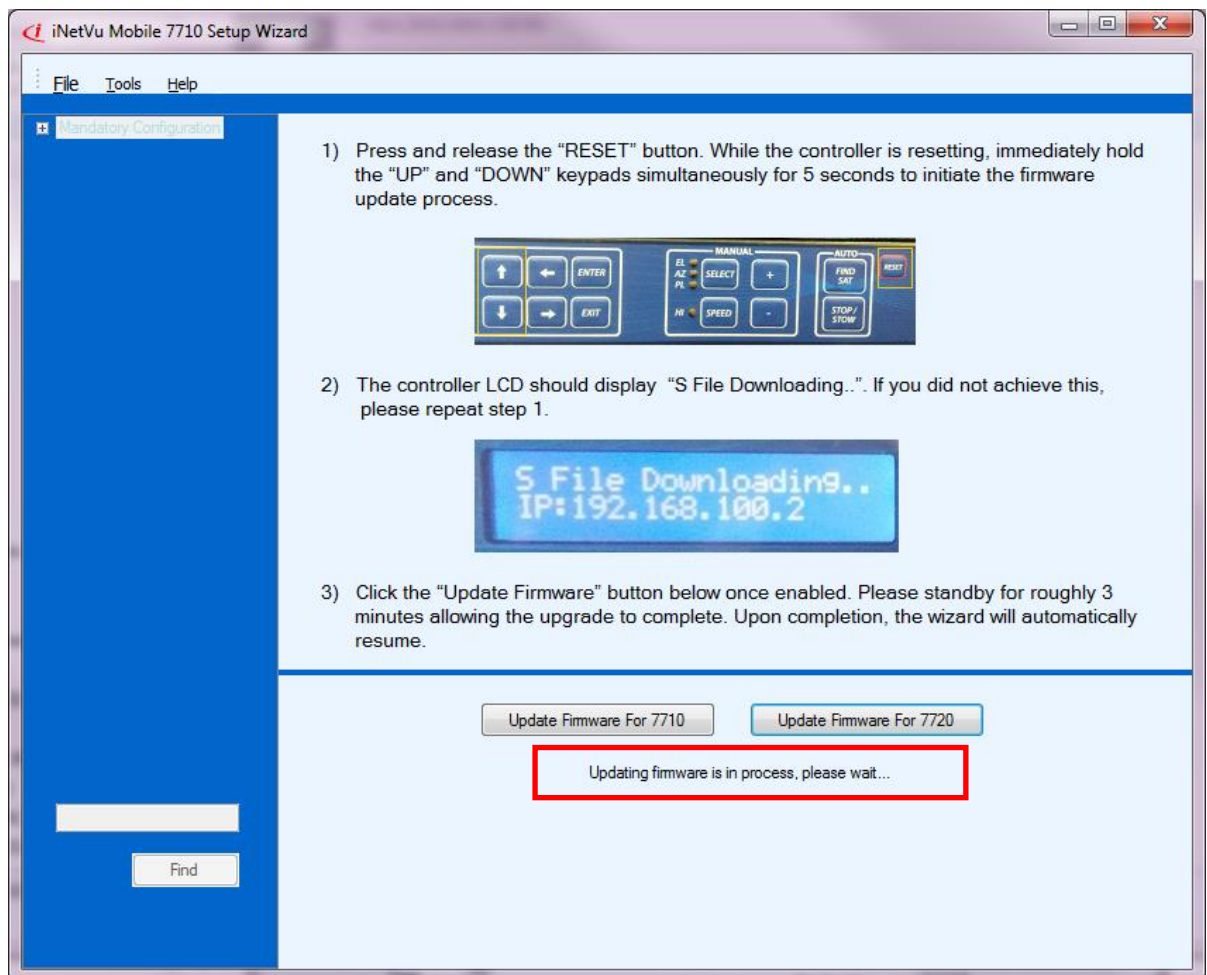 iNetVu Mobile 7710 Setup Wizard
File Tools Help
Mandatory Configuration
1) Press and release the “RESET” button. While the controller is resetting, immediately hold
the “UP” and “DOWN” keypads simultaneously for 5 seconds to initiate the firmware
update process.
MANUAL
AUTO
EL
AZ
PL
ENTER
SELECT
+
FIND
SAT
RESET
EXIT
HI
SPEED
-
STOP/
STOW
2) The controller LCD should display “S File Downloading..”. If you did not achieve this,
please repeat step 1.
S File Downloading..
IP:192.168.100.2
3) Click the “Update Firmware” button below once enabled. Please standby for roughly 3
minutes allowing the upgrade to complete. Upon completion, the wizard will automatically
resume.
Update Firmware For 7710 Update Firmware For 7720
Updating firmware is in process, please wait...
Find